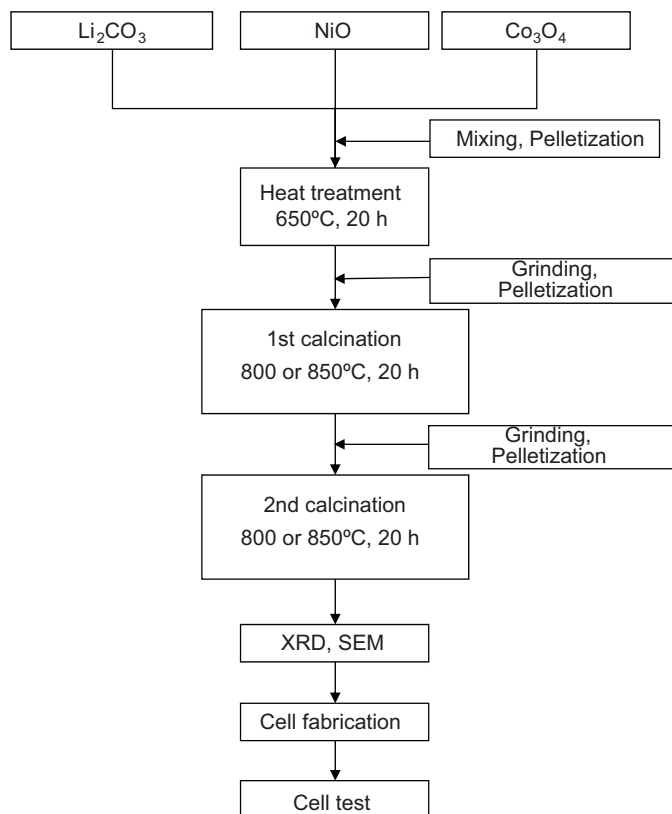 Li₂CO₃
NiO
Co₃O₄
Mixing, Pelletization
Heat treatment
650ºC, 20 h
Grinding,
Pelletization
1st calcination
800 or 850ºC, 20 h
Grinding,
Pelletization
2nd calcination
800 or 850ºC, 20 h
XRD, SEM
Cell fabrication
Cell test